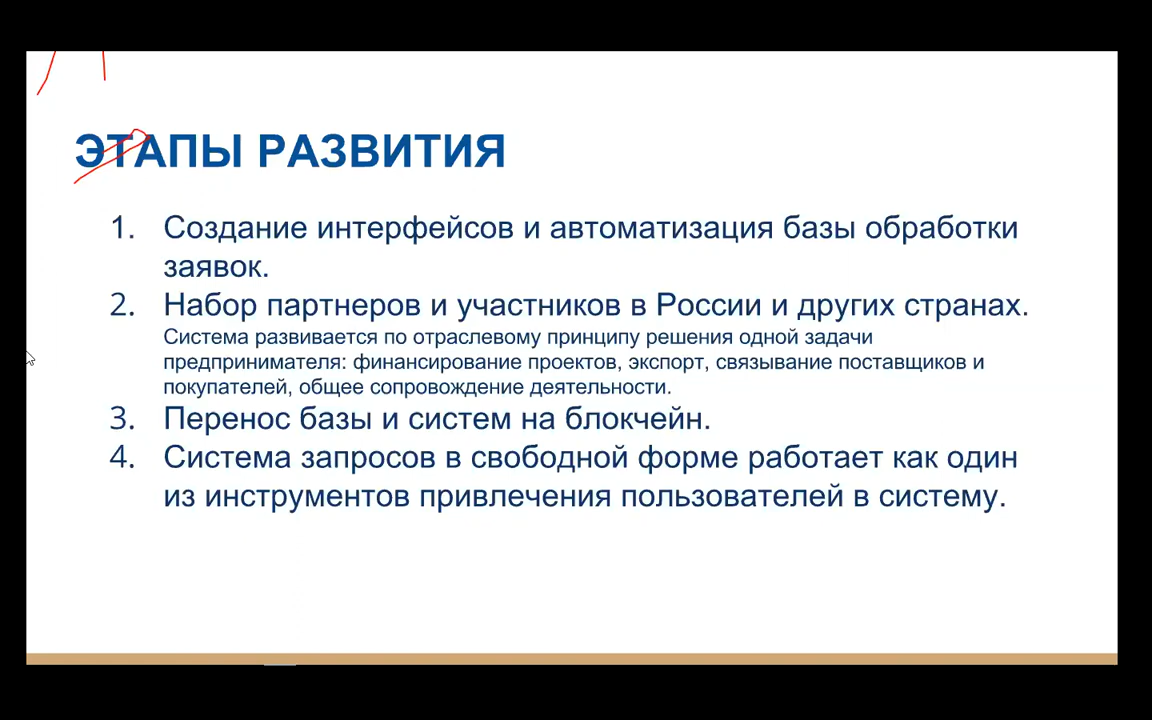 ЭТАПЫ РАЗВИТИЯ
1. Создание интерфейсов и автоматизация базы обработки
заявок.
2. Набор партнеров и участников в России и других странах.
Система развивается по отраслевому принципу решения одной задачи
предпринимателя: финансирование проектов, экспорт, связывание поставщиков и
покупателей, общее сопровождение деятельности.
3. Перенос базы и систем на блокчейн.
4. Система запросов в свободной форме работает как один
из инструментов привлечения пользователей в систему.